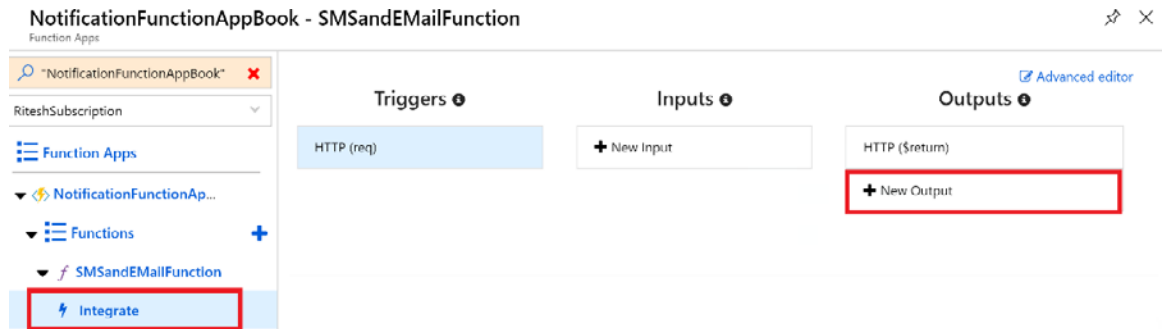 NotificationFunctionAppBook - SMSandEMailFunction
Function Apps
"NotificationFunctionAppBook"
RiteshSubscription
Function Apps
NotificationFunctionAp...
Functions
SMSandEMailFunction
Integrate
Advanced editor
Triggers
Inputs
Outputs
HTTP (req)
New Input
HTTP ($return)
New Output